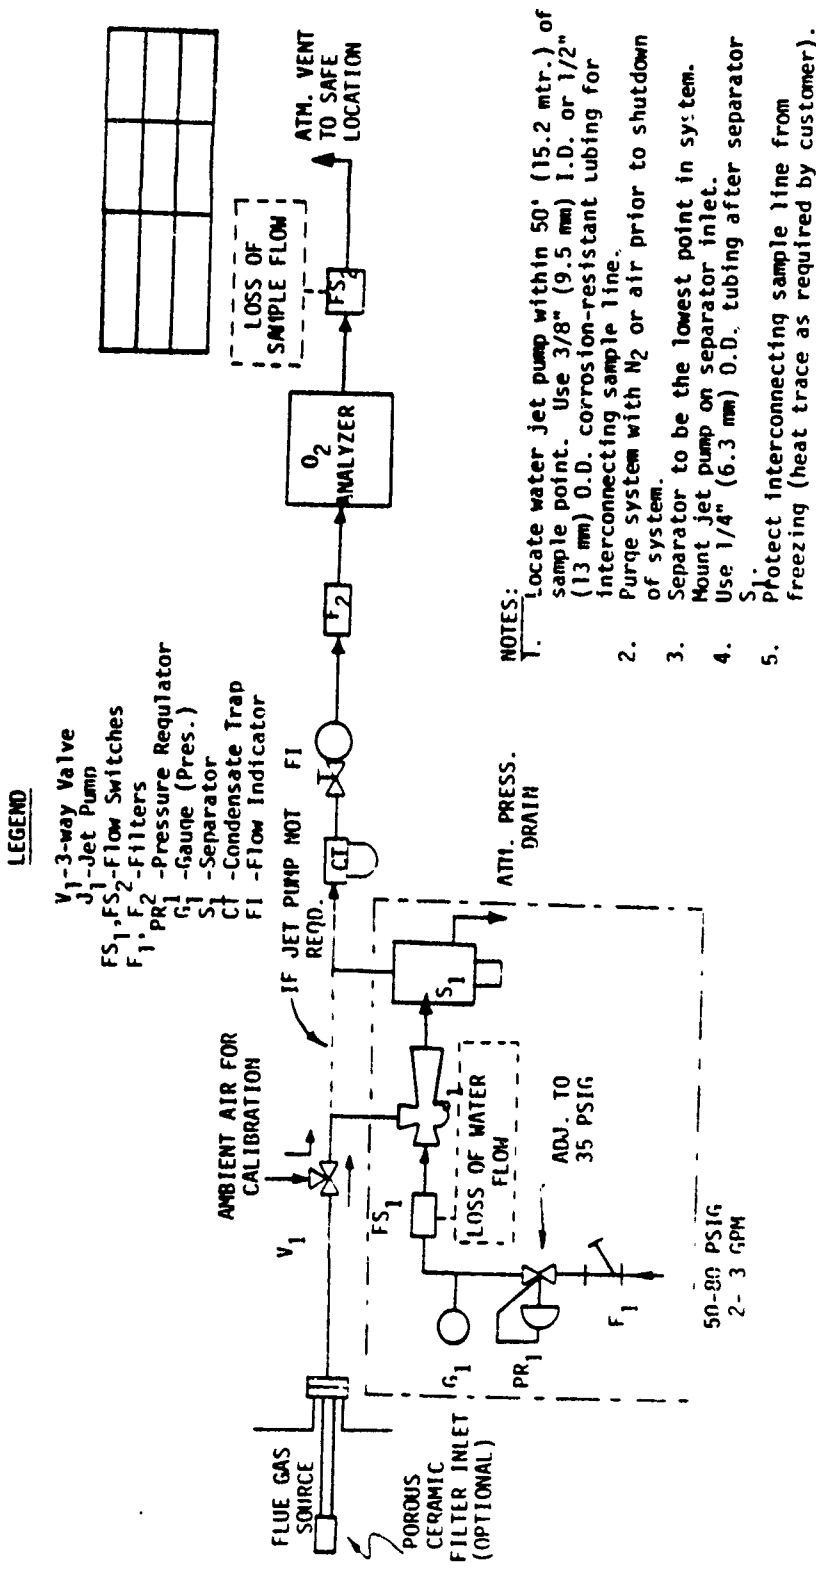 LEGEND
V1-3-way Valve
J1-Jet Pump
FS1,FS2-Flow Switches
F1, F2-Filters
PR1-Pressure Regulator
G1-Gauge (Pres.)
S1-Separator
CT-Condensate Trap
FI-Flow Indicator
FLUE GAS
SOURCE
POROUS
CERAMIC
FILTER INLET
(OPTIONAL)
V1
AMBIENT AIR FOR
CALIBRATION
IF JET PUMP NOT
REQD.
CT
FI
F2
O2
ANALYZER
FS2
LOSS OF
SAMPLE FLOW
ATM. VENT
TO SAFE
LOCATION
G1
PR1
F1
FS1
LOSS OF WATER
FLOW
ADJ. TO
35 PSIG
50-80 PSIG
2- 3 GPM
S1
ATM. PRESS.
DRAIN
NOTES:
1. Locate water jet pump within 50' (15.2 mtr.) of
sample point. Use 3/8" (9.5 mm) I.D. or 1/2"
(13 mm) O.D. corrosion-resistant tubing for
interconnecting sample line.
2. Purge system with N2 or air prior to shutdown
of system.
3. Separator to be the lowest point in system.
Mount jet pump on separator inlet.
4. Use 1/4" (6.3 mm) O.D. tubing after separator
S1.
5. Protect interconnecting sample line from
freezing (heat trace as required by customer).